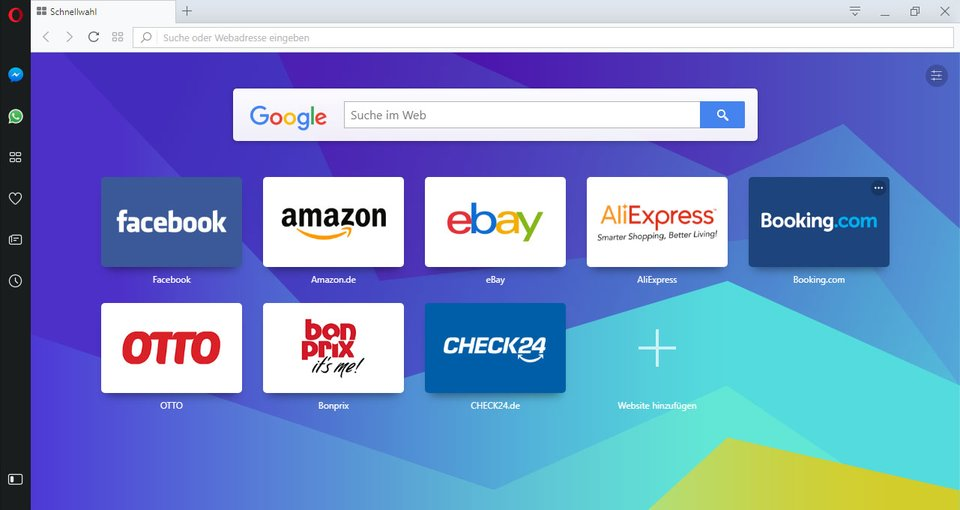 Schnellwahl
Suche oder Webadresse eingeben
Google
Suche im Web
facebook
amazon
ebay
AliExpress™
Smarter Shopping, Better Living!
Booking.com
Facebook
Amazon.de
eBay
AliExpress
Booking.com
OTTO
bon
prix
it's me!
CHECK24
OTTO
Bonprix
CHECK24.de
Website hinzufügen